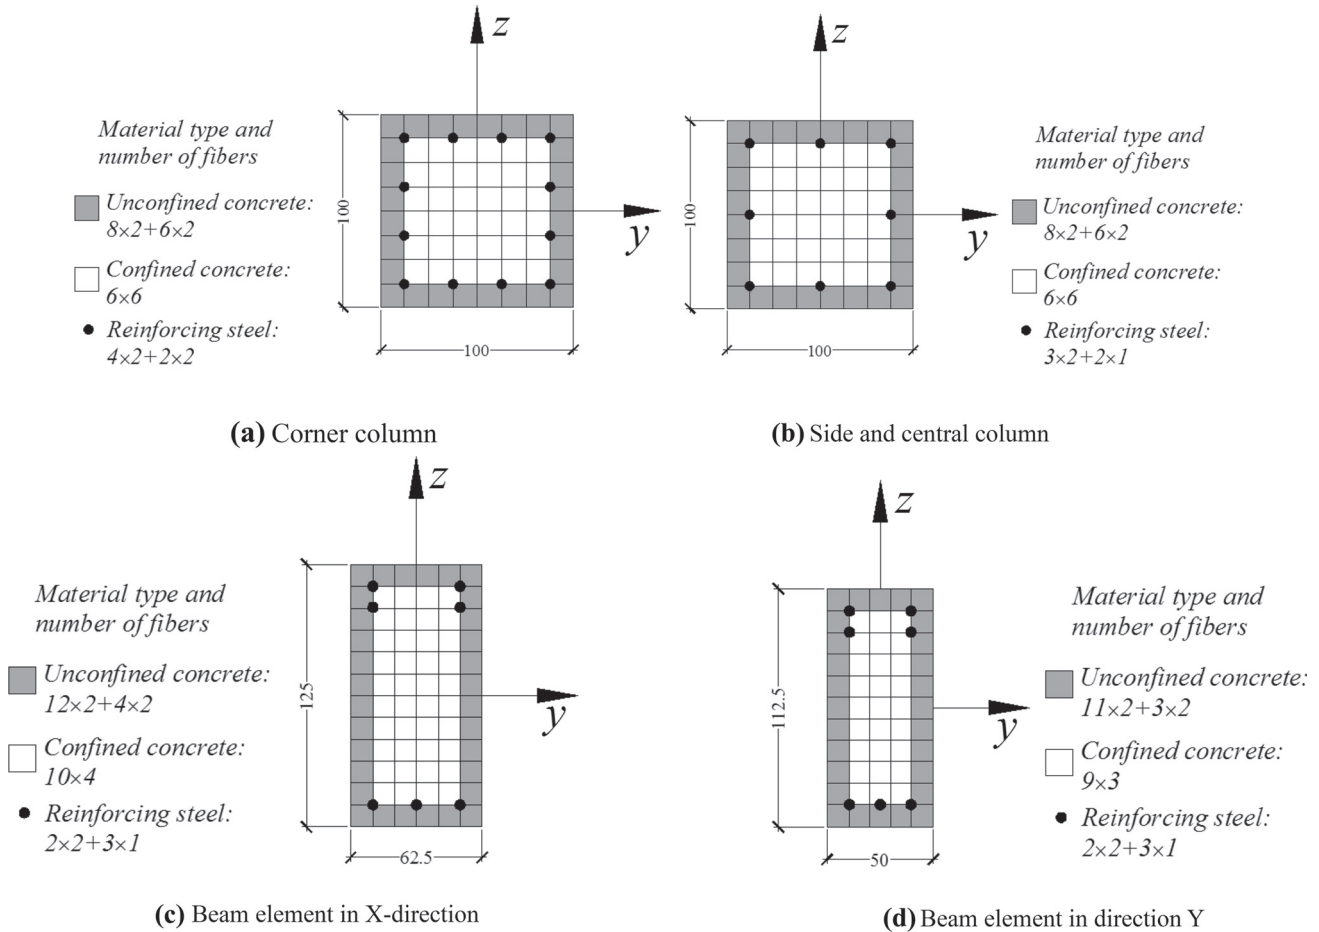 z
Material type and
number of fibers
Unconfined concrete:
8×2+6×2
Confined concrete:
6×6
Reinforcing steel:
4×2+2×2
100
100
y
(a) Corner column
z
Material type and
number of fibers
Unconfined concrete:
8×2+6×2
Confined concrete:
6×6
Reinforcing steel:
3×2+2×1
100
100
y
(b) Side and central column
z
Material type and
number of fibers
Unconfined concrete:
12×2+4×2
Confined concrete:
10×4
Reinforcing steel:
2×2+3×1
125
62.5
y
(c) Beam element in X-direction
z
Material type and
number of fibers
Unconfined concrete:
11×2+3×2
Confined concrete:
9×3
Reinforcing steel:
2×2+3×1
112.5
50
y
(d) Beam element in direction Y